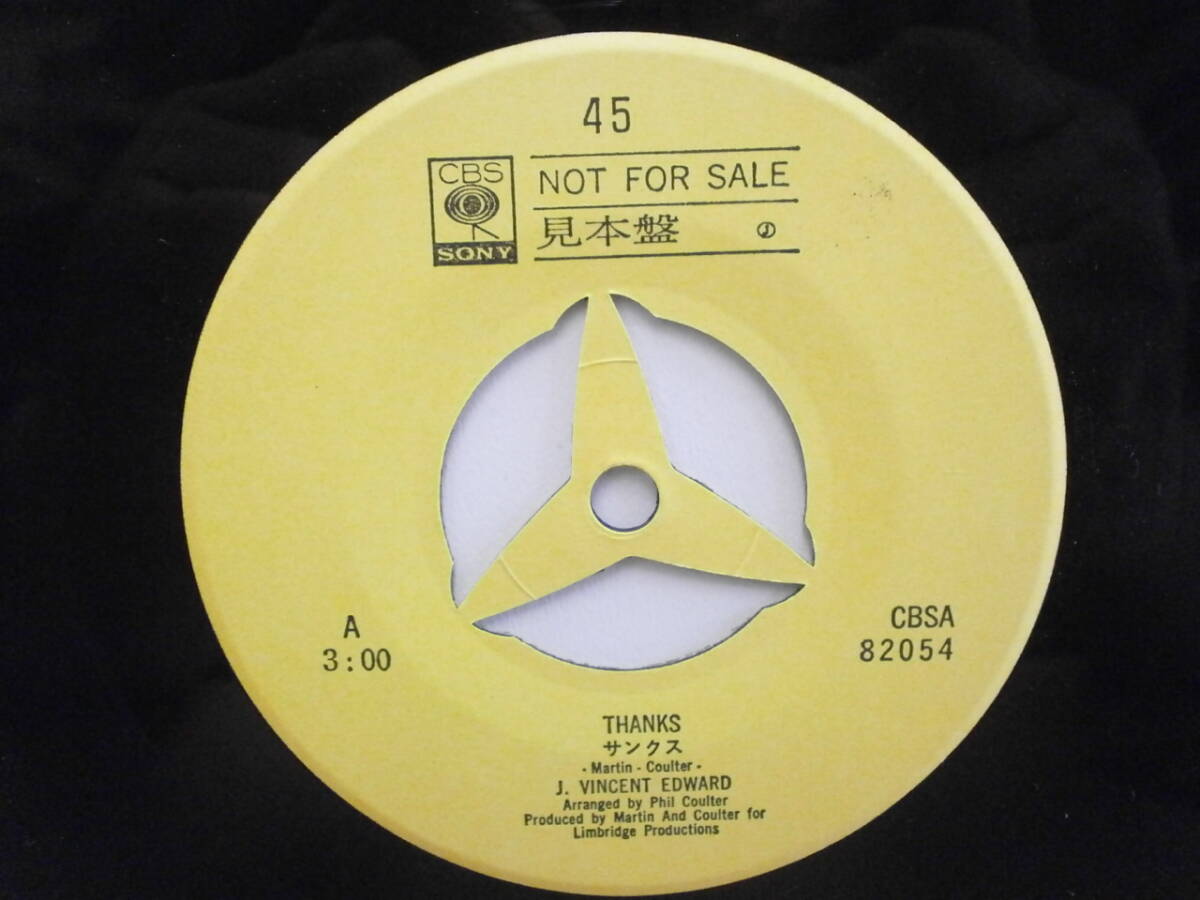 45
CBS
SONY
NOT FOR SALE
見本盤 J
A
3:00
CBSA
82054
THANKS
サンクス
- Martin - Coulter -
J. VINCENT EDWARD
Arranged by Phil Coulter
Produced by Martin And Coulter for
Limbridge Productions